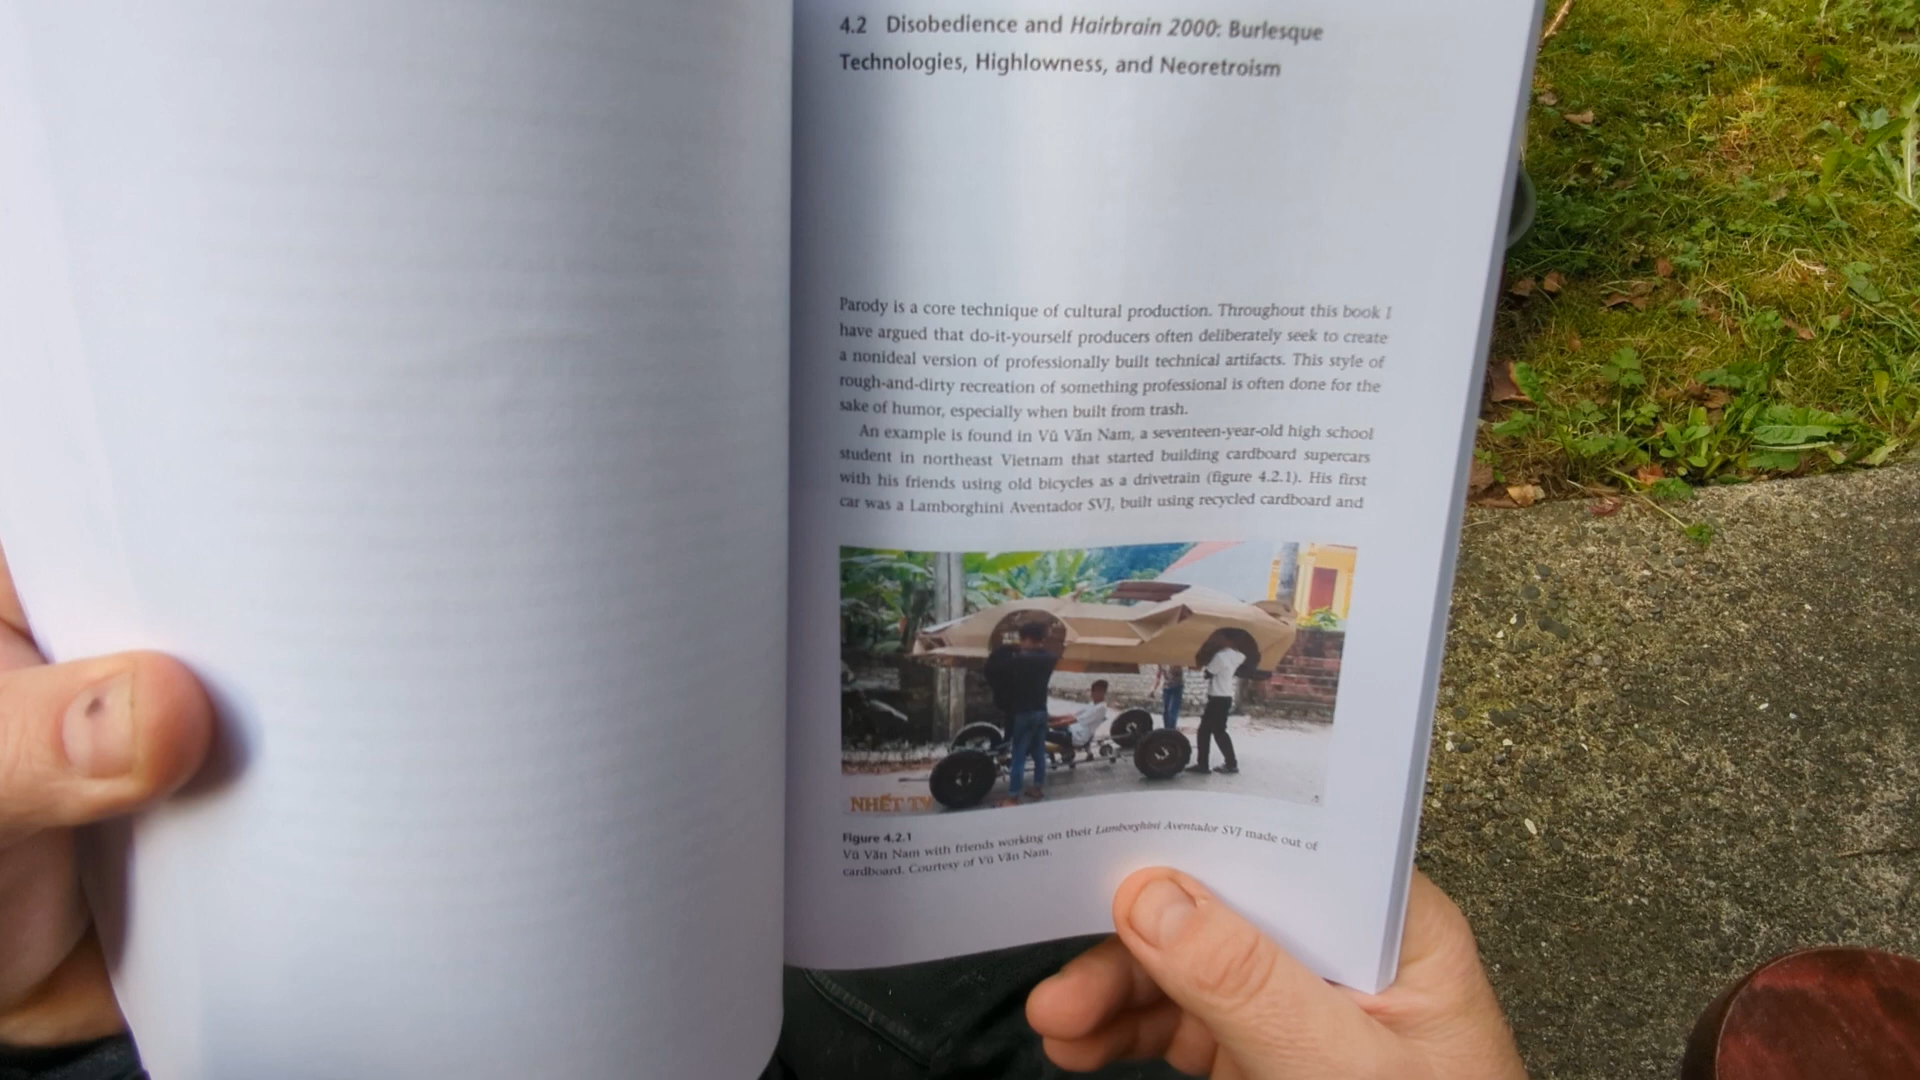 4.2 Disobedience and Hairbrain 2000: Burlesque
Technologies, Highlowness, and Neoretroism
Parody is a core technique of cultural production. Throughout this book I
have argued that do-it-yourself producers often deliberately seek to create
a nonideal version of professionally built technical artifacts. This style of
rough-and-dirty recreation of something professional is often done for the
sake of humor, especially when built from trash.
An example is found in Vũ Văn Nam, a seventeen-year-old high school
student in northeast Vietnam that started building cardboard supercars
with his friends using old bicycles as a drivetrain (figure 4.2.1). His first
car was a Lamborghini Aventador SVJ, built using recycled cardboard and
NHẾT TV
Figure 4.2.1
Vũ Văn Nam with friends working on their Lamborghini Aventador SVJ made out of
cardboard. Courtesy of Vũ Văn Nam.